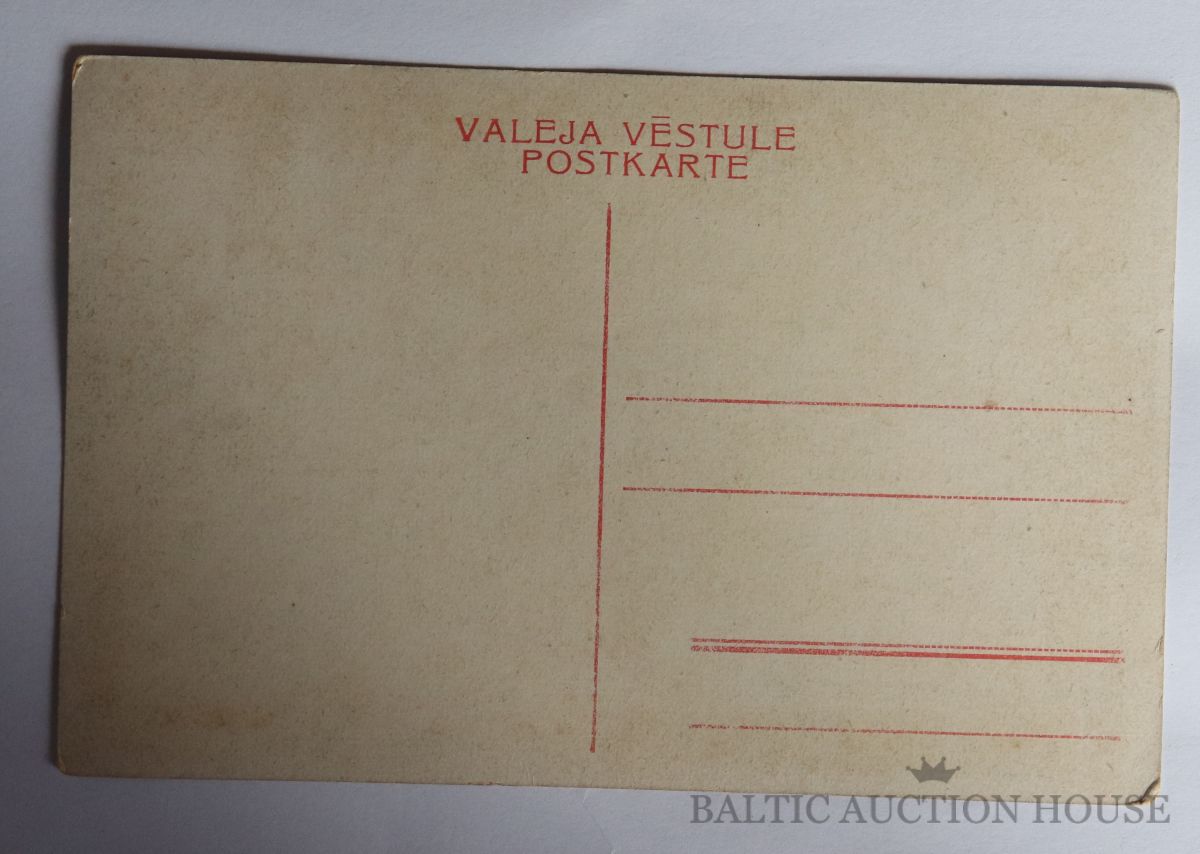 VALEJA VĒSTULE
POSTKARTE
BALTIC AUCTION HOUSE